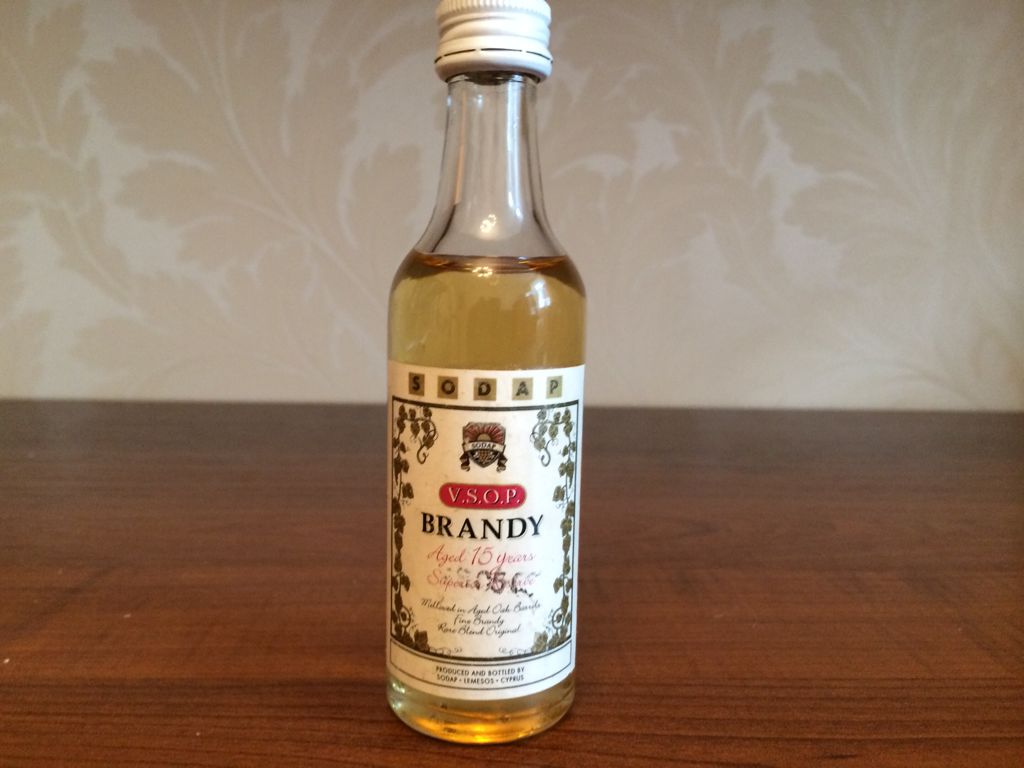 SODAP
SODAP
V.S.O.P.
BRANDY
Aged 15 years
Mellowed in Aged Oak Barrels
Fine Brandy
Rare Blend Original
PRODUCED AND BOTTLED BY
SODAP • LEMESOS • CYPRUS